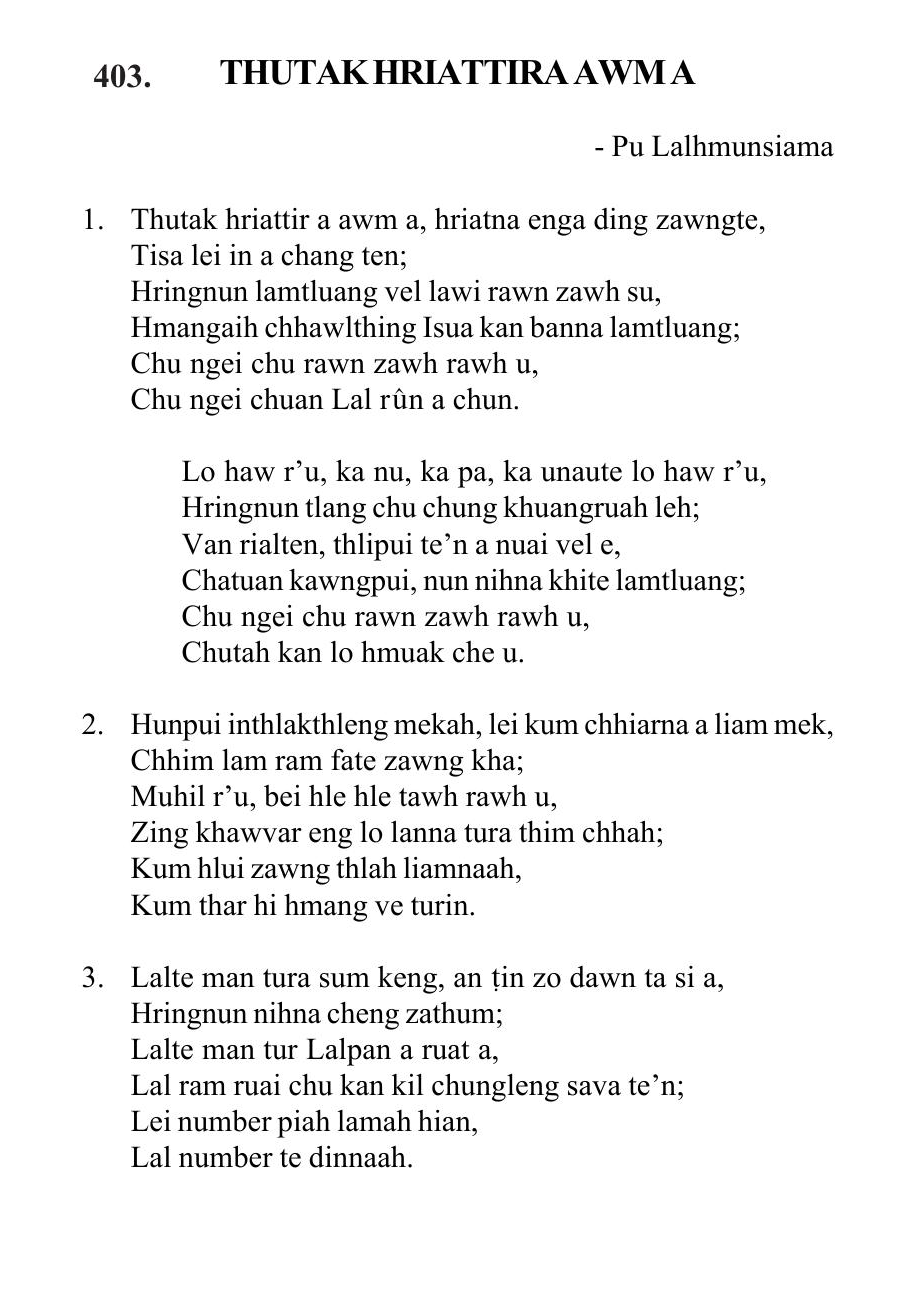 403. THUTAK HRIATTIRA AWM A
- Pu Lalhmunsiama
1. Thutak hriattir a awm a, hriatna enga ding zawngte,
Tisa lei in a chang ten;
Hringnun lamtluang vel lawi rawn zawh su,
Hmangaih chhawlthing Isua kan banna lamtluang;
Chu ngei chu rawn zawh rawh u,
Chu ngei chuan Lal rûn a chun.
Lo haw r’u, ka nu, ka pa, ka unaute lo haw r’u,
Hringnun tlang chu chung khuangruah leh;
Van rialten, thlipui te’n a nuai vel e,
Chatuan kawngpui, nun nihna khite lamtluang;
Chu ngei chu rawn zawh rawh u,
Chutah kan lo hmuak che u.
2. Hunpui inthlakthleng mekah, lei kum chhiarna a liam mek,
Chhim lam ram fate zawng kha;
Muhil r’u, bei hle hle tawh rawh u,
Zing khawvar eng lo lanna tura thim chhah;
Kum hlui zawng thlah liamnaah,
Kum thar hi hmang ve turin.
3. Lalte man tura sum keng, an ṭin zo dawn ta si a,
Hringnun nihna cheng zathum;
Lalte man tur Lalpan a ruat a,
Lal ram ruai chu kan kil chungleng sava te’n;
Lei number piah lamah hian,
Lal number te dinnaah.